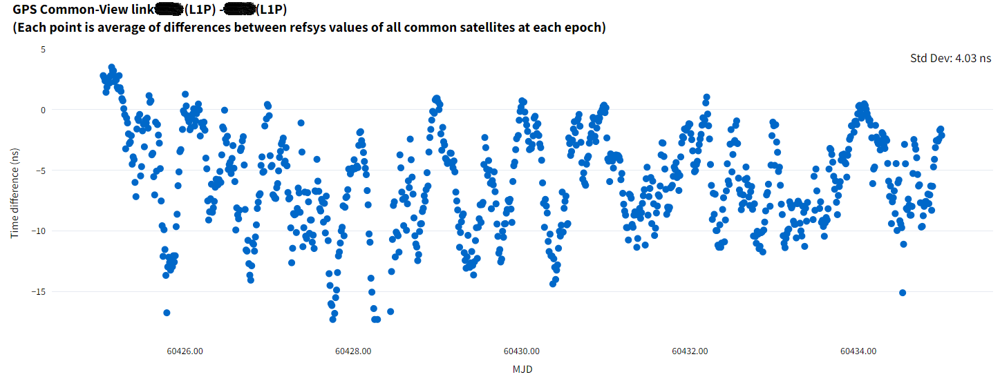 GPS Common-View link (L1P) - (L1P)
(Each point is average of differences between refsys values of all common satellites at each epoch)
Std Dev: 4.03 ns
5
0
−5
−10
−15
Time difference (ns)
60426.00 60428.00 60430.00 60432.00 60434.00
MJD